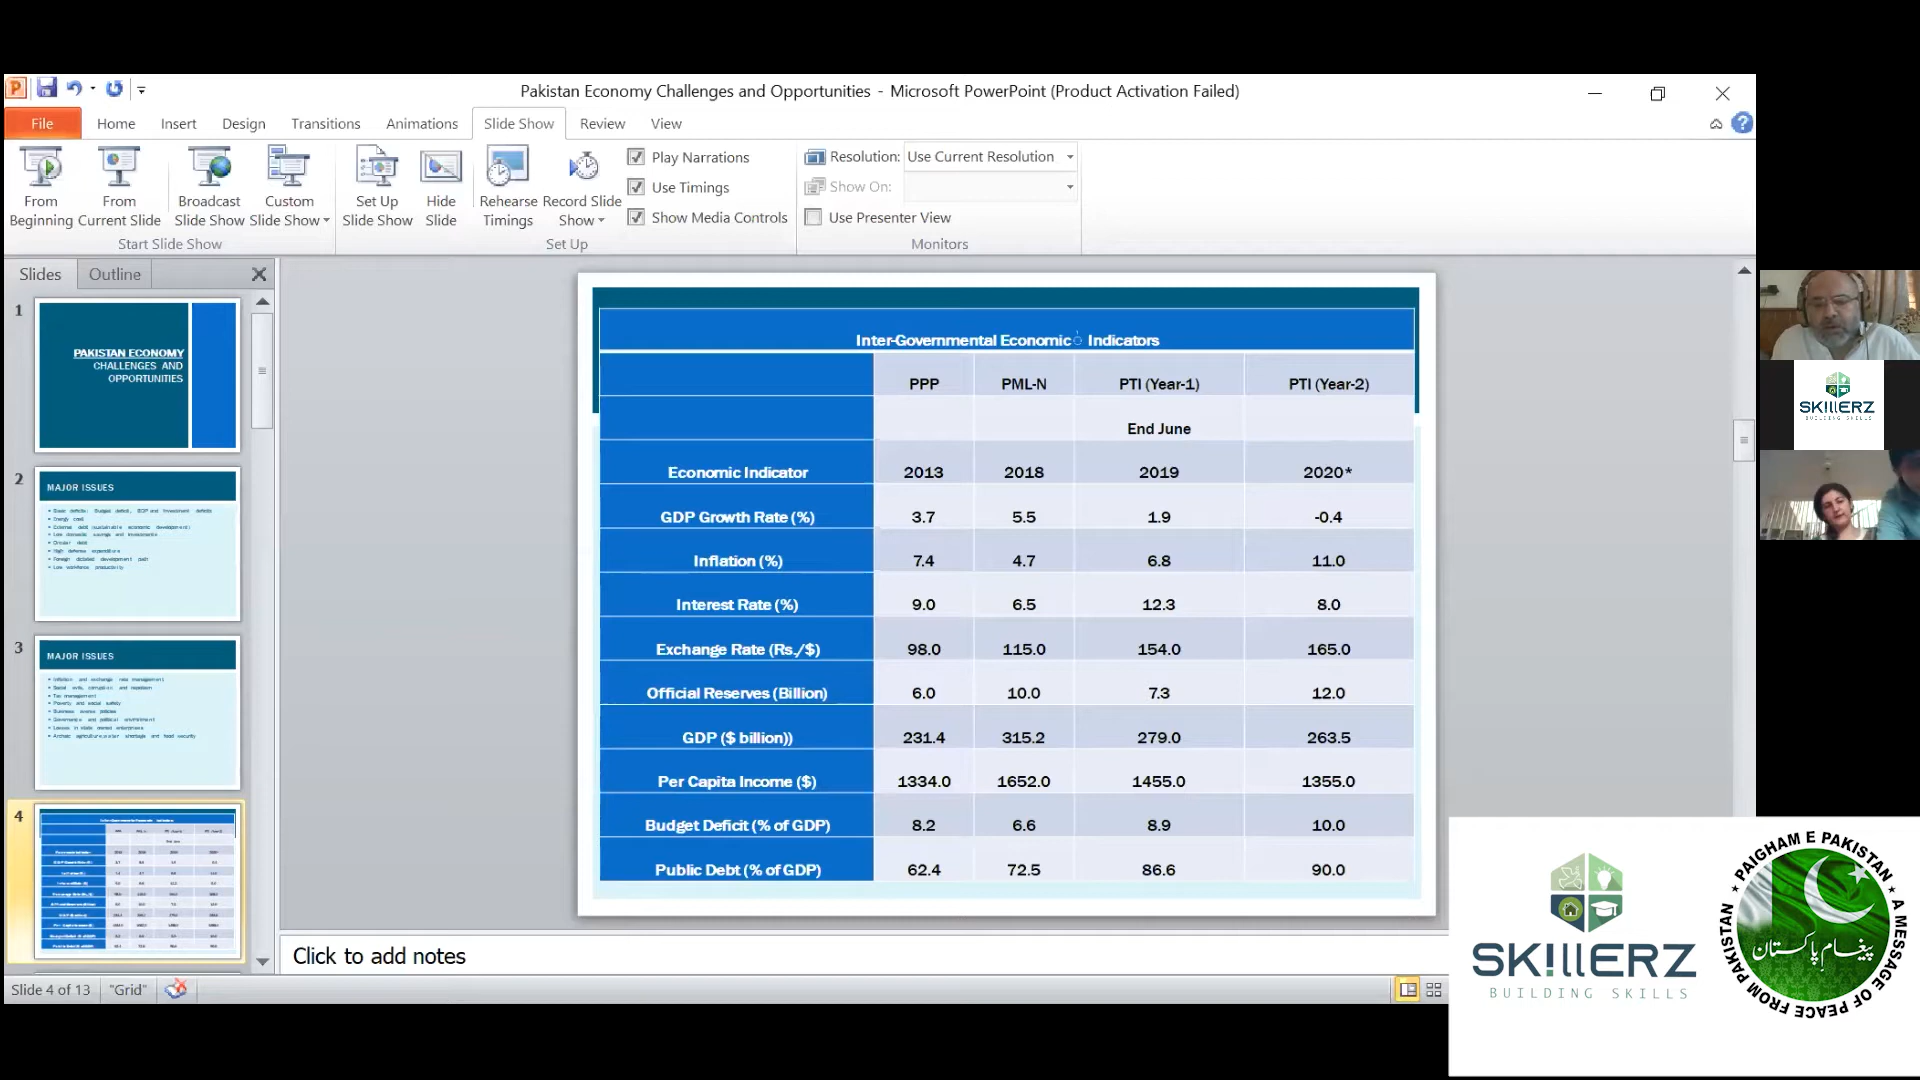 Pakistan Economy Challenges and Opportunities - Microsoft PowerPoint (Product Activation Failed)
File Home Insert Design Transitions Animations Slide Show Review View
From Beginning
From Current Slide
Broadcast Slide Show
Custom Slide Show
Set Up Slide Show
Hide Slide
Rehearse Timings
Record Slide Show
Play Narrations
Use Timings
Show Media Controls
Resolution: Use Current Resolution
Show On:
Use Presenter View
Start Slide Show
Set Up
Monitors
Slides Outline
1
PAKISTAN ECONOMY
CHALLENGES AND
OPPORTUNITIES
2
MAJOR ISSUES
3
MAJOR ISSUES
4
Inter-Governmental Economic Indicators
PPP PML-N PTI (Year-1) PTI (Year-2)
End June
Economic Indicator 2013 2018 2019 2020*
GDP Growth Rate (%) 3.7 5.5 1.9 -0.4
Inflation (%) 7.4 4.7 6.8 11.0
Interest Rate (%) 9.0 6.5 12.3 8.0
Exchange Rate (Rs./$) 98.0 115.0 154.0 165.0
Official Reserves (Billion) 6.0 10.0 7.3 12.0
GDP ($ billion)) 231.4 315.2 279.0 263.5
Per Capita Income ($) 1334.0 1652.0 1455.0 1355.0
Budget Deficit (% of GDP) 8.2 6.6 8.9 10.0
Public Debt (% of GDP) 62.4 72.5 86.6 90.0
Click to add notes
Slide 4 of 13 "Grid"
SK!llERZ
BUILDING SKILLS
SK!llERZ
BUILDING SKILLS
PAIGHAM E PAKISTAN
A MESSAGE OF PEACE FROM PAKISTAN
پیغامِ پاکستان